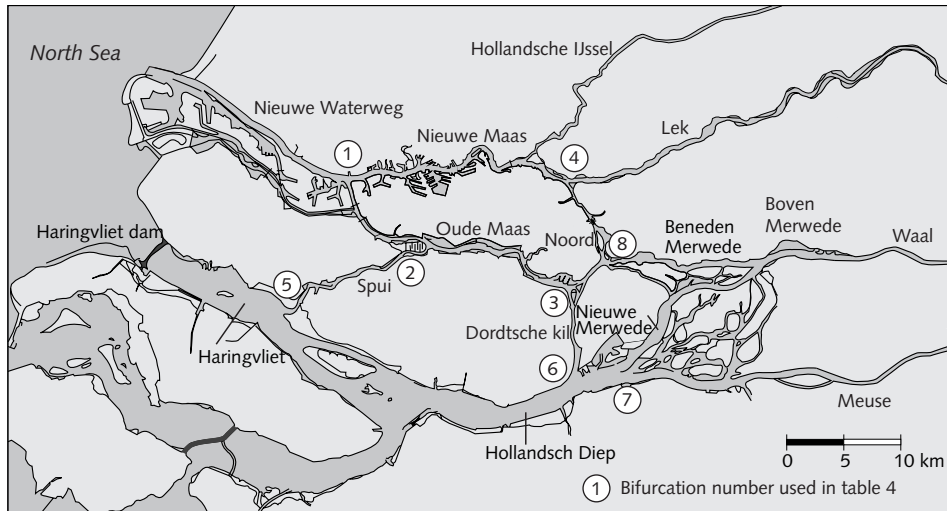 North Sea
Hollandsche IJssel
Nieuwe Waterweg
Nieuwe Maas
Lek
1
4
Boven
Merwede
Beneden
Merwede
Haringvliet dam
Oude Maas
Noord
8
Waal
2
5
Spui
3
Nieuwe
Merwede
Dordtsche kil
Haringvliet
6
7
Meuse
Hollandsch Diep
0 5 10 km
1 Bifurcation number used in table 4